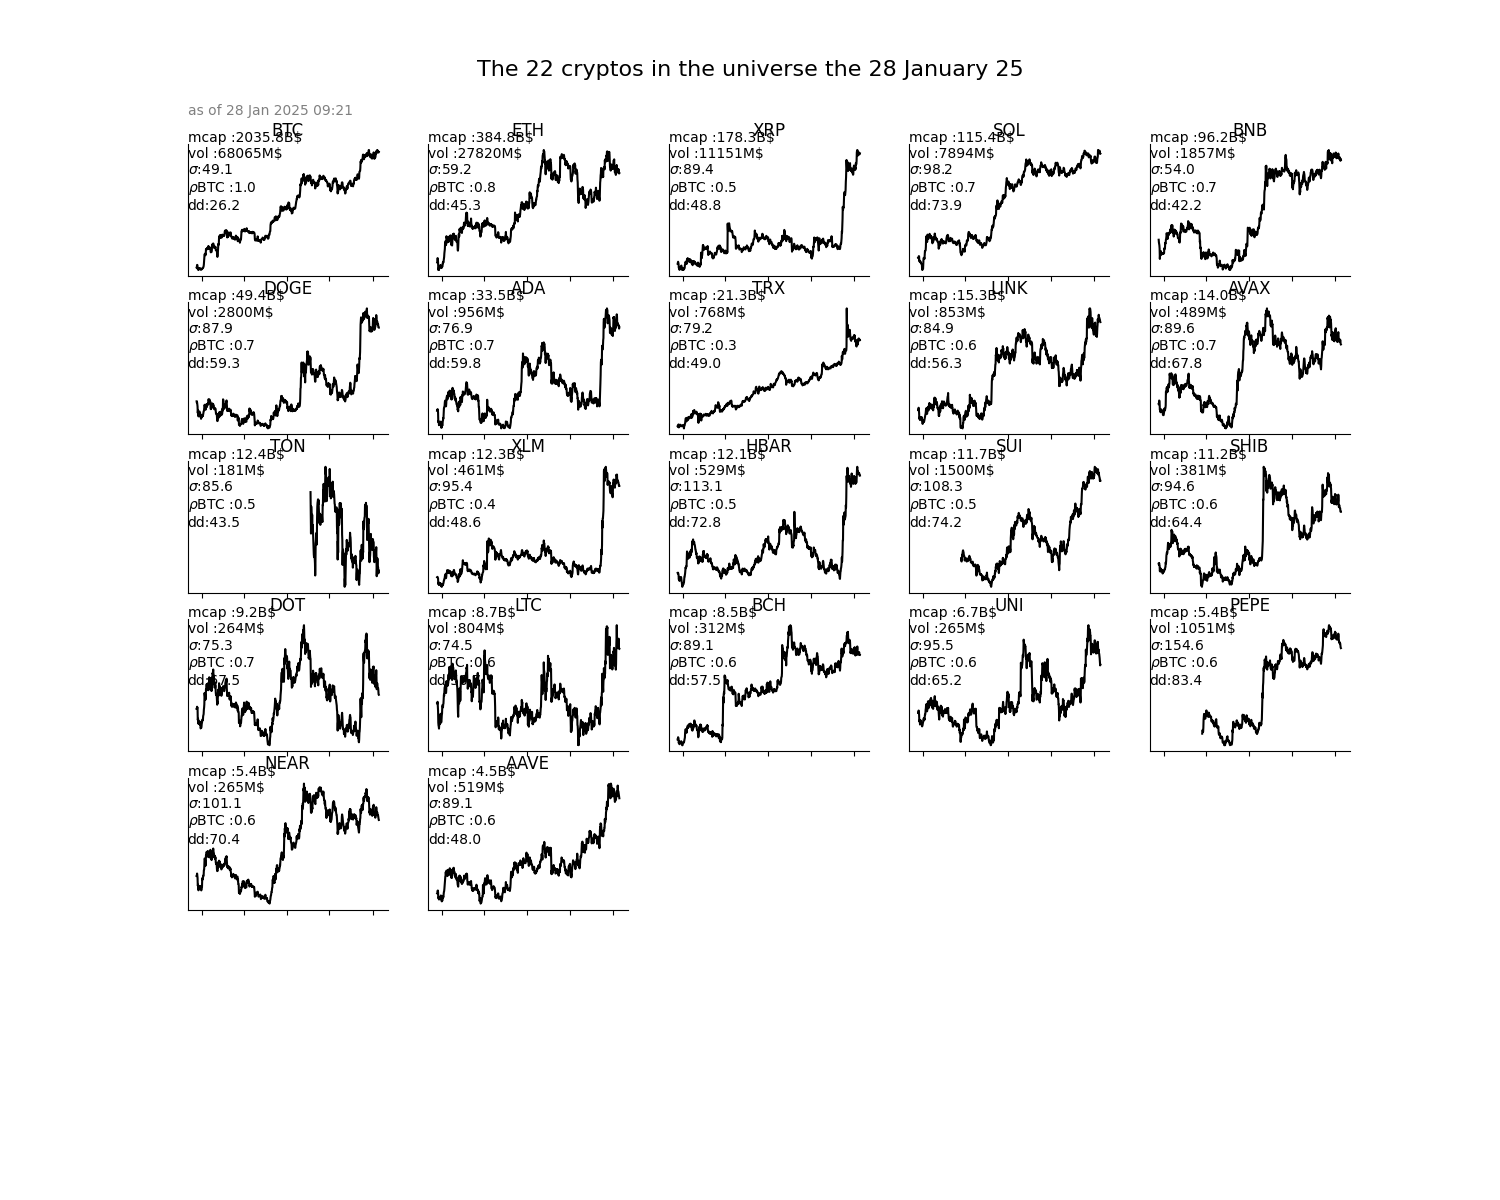 The 22 cryptos in the universe the 28 January 25
as of 28 Jan 2025 09:21
BTC
mcap :2035.8B$
vol :68065M$
σ:49.1
ρBTC :1.0
dd:26.2
ETH
mcap :384.8B$
vol :27820M$
σ:59.2
ρBTC :0.8
dd:45.3
XRP
mcap :178.3B$
vol :11151M$
σ:89.4
ρBTC :0.5
dd:48.8
SOL
mcap :115.4B$
vol :7894M$
σ:98.2
ρBTC :0.7
dd:73.9
BNB
mcap :96.2B$
vol :1857M$
σ:54.0
ρBTC :0.7
dd:42.2
DOGE
mcap :49.4B$
vol :2800M$
σ:87.9
ρBTC :0.7
dd:59.3
ADA
mcap :33.5B$
vol :956M$
σ:76.9
ρBTC :0.7
dd:59.8
TRX
mcap :21.3B$
vol :768M$
σ:79.2
ρBTC :0.3
dd:49.0
LINK
mcap :15.3B$
vol :853M$
σ:84.9
ρBTC :0.6
dd:56.3
AVAX
mcap :14.0B$
vol :489M$
σ:89.6
ρBTC :0.7
dd:67.8
TON
mcap :12.4B$
vol :181M$
σ:85.6
ρBTC :0.5
dd:43.5
XLM
mcap :12.3B$
vol :461M$
σ:95.4
ρBTC :0.4
dd:48.6
HBAR
mcap :12.1B$
vol :529M$
σ:113.1
ρBTC :0.5
dd:72.8
SUI
mcap :11.7B$
vol :1500M$
σ:108.3
ρBTC :0.5
dd:74.2
SHIB
mcap :11.2B$
vol :381M$
σ:94.6
ρBTC :0.6
dd:64.4
DOT
mcap :9.2B$
vol :264M$
σ:75.3
ρBTC :0.7
LTC
mcap :8.7B$
vol :804M$
σ:74.5
ρBTC :0.6
BCH
mcap :8.5B$
vol :312M$
σ:89.1
ρBTC :0.6
dd:57.5
UNI
mcap :6.7B$
vol :265M$
σ:95.5
ρBTC :0.6
dd:65.2
PEPE
mcap :5.4B$
vol :1051M$
σ:154.6
ρBTC :0.6
dd:83.4
NEAR
mcap :5.4B$
vol :265M$
σ:101.1
ρBTC :0.6
dd:70.4
AAVE
mcap :4.5B$
vol :519M$
σ:89.1
ρBTC :0.6
dd:48.0